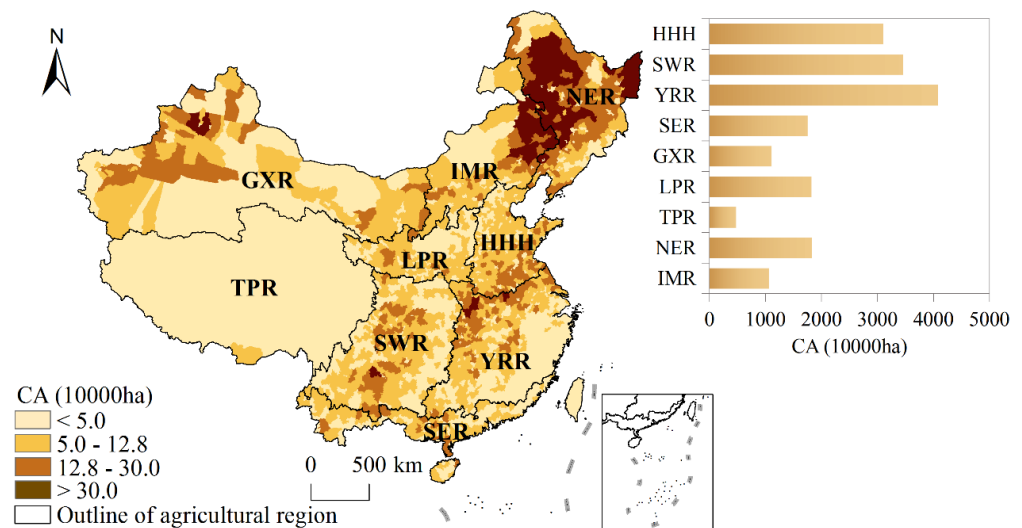 N
NER
IMR
GXR
HHH
LPR
TPR
SWR
YRR
SER
CA (10000ha)
< 5.0
5.0 - 12.8
12.8 - 30.0
> 30.0
Outline of agricultural region
0 500 km
HHH
SWR
YRR
SER
GXR
LPR
TPR
NER
IMR
0 1000 2000 3000 4000 5000
CA (10000ha)